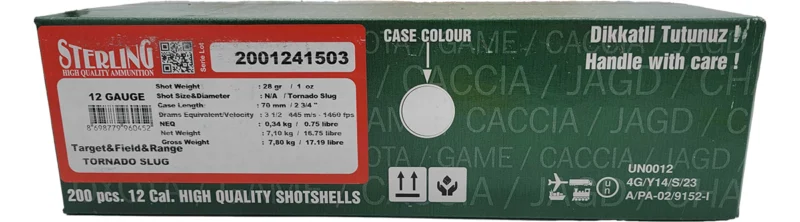 STERLING
HIGH QUALITY AMMUNITION
Serie Lot
2001241503
12 GAUGE
8"698779"960452"
Shot Weight : 28 gr / 1 oz
Shot Size&Diameter : N/A / Tornado Slug
Case Length : 70 mm / 2 3/4 "
Drams Equivalent/Velocity : 3 1/2 445 m/s - 1460 fps
NEQ : 0,34 kg / 0.75 libre
Net Weight : 7,10 kg / 15.75 libre
Gross Weight : 7,80 kg / 17.19 libre
Target&Field&Range
TORNADO SLUG
200 pcs. 12 Cal. HIGH QUALITY SHOTSHELLS
CASE COLOUR
Dikkatli Tutunuz !
Handle with care !
GAME / CACCIA / JAGD /
CACCIA / JAGD / CH
CACCIA / JAGD
/ GAME / CACCIA / JAGD
UN0012
4G/Y14/S/23
A/PA-02/9152-I
u n